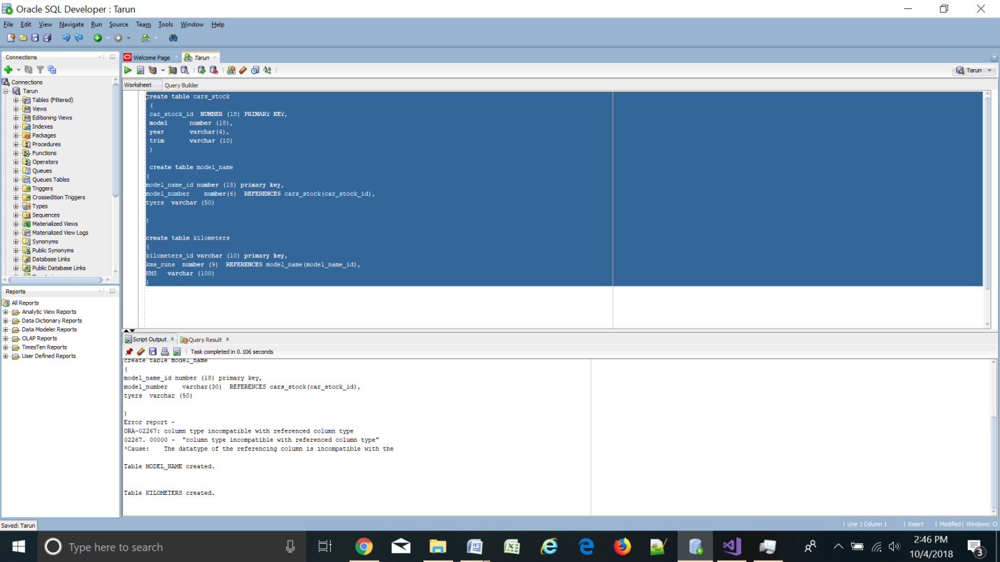 Oracle SQL Developer : Tarun
File Edit View Navigate Run Source Team Tools Window Help
Connections
Connections
Tarun
Tables (Filtered)
Views
Editioning Views
Indexes
Packages
Procedures
Functions
Operators
Queues
Queues Tables
Triggers
Crossedition Triggers
Types
Sequences
Materialized Views
Materialized View Logs
Synonyms
Public Synonyms
Database Links
Public Database Links
Reports
All Reports
Analytic View Reports
Data Dictionary Reports
Data Modeler Reports
OLAP Reports
TimesTen Reports
User Defined Reports
Welcome Page
Tarun
Aa
Tarun
Worksheet Query Builder
create table cars_stock
(
car_stock_id NUMBER (18) PRIMARY KEY,
model number (18),
year varchar(4),
trim varchar (10)
)
create table model_name
(
model_name_id number (18) primary key,
model_number number(6) REFERENCES cars_stock(car_stock_id),
tyers varchar (50)
)
create table kilometers
(
kilometers_id varchar (10) primary key,
kms_runs number (9) REFERENCES model_name(model_name_id),
KMS varchar (100)
)
Script Output x Query Result x
Task completed in 0.106 seconds
create table model_name
(
model_name_id number (18) primary key,
model_number varchar(30) REFERENCES cars_stock(car_stock_id),
tyers varchar (50)
)
Error report -
ORA-02267: column type incompatible with referenced column type
02267. 00000 - "column type incompatible with referenced column type"
*Cause: The datatype of the referencing column is incompatible with the
Table MODEL_NAME created.
Table KILOMETERS created.
Saved: Tarun
Line 1 Column 1 | Insert | Modified | Windows: C
Type here to search
2:46 PM
10/4/2018
3